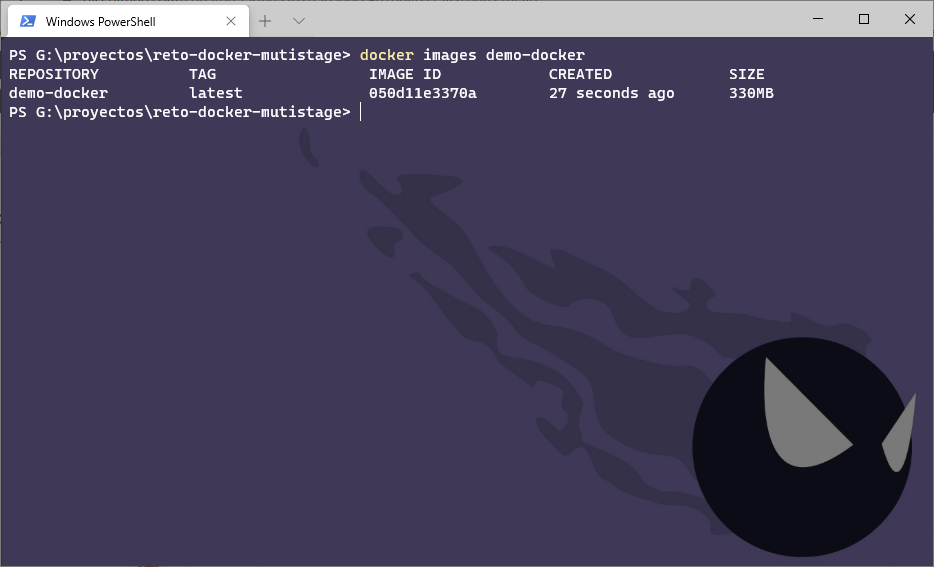 Windows PowerShell
PS G:\proyectos\reto-docker-mutistage> docker images demo-docker
REPOSITORY TAG IMAGE ID CREATED SIZE
demo-docker latest 050d11e3370a 27 seconds ago 330MB
PS G:\proyectos\reto-docker-mutistage>